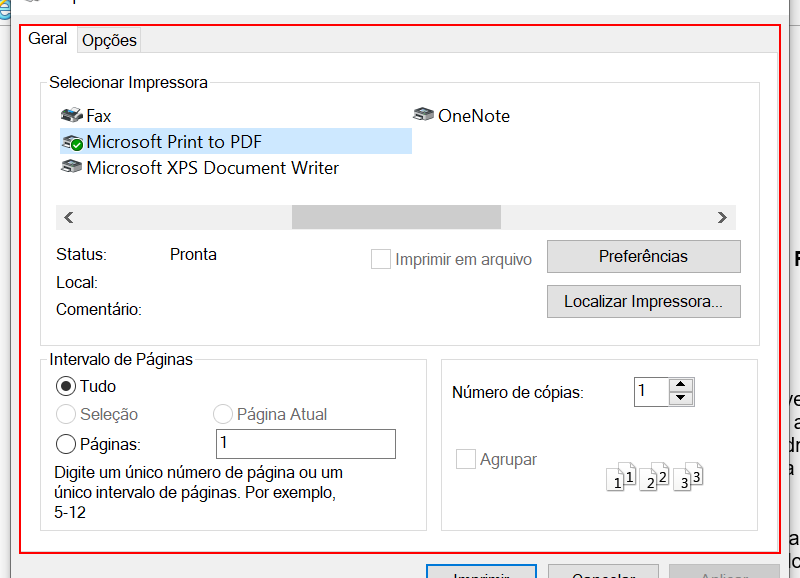 Geral
Opções
Selecionar Impressora
Fax
OneNote
Microsoft Print to PDF
Microsoft XPS Document Writer
Status: Pronta
Imprimir em arquivo
Preferências
Local:
Localizar Impressora...
Comentário:
Intervalo de Páginas
Tudo
Seleção
Página Atual
Páginas: 1
Digite um único número de página ou um
único intervalo de páginas. Por exemplo,
5-12
Número de cópias: 1
Agrupar
1 1 2 2 3 3
Imprimir
Cancelar
Aplicar